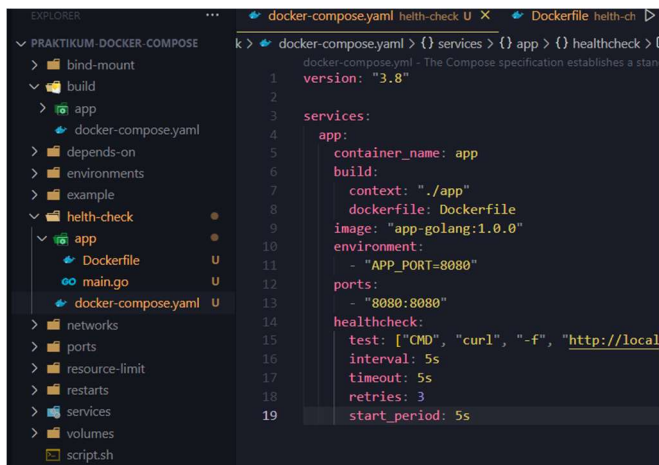 EXPLORER ...
PRAKTIKUM-DOCKER-COMPOSE
bind-mount
build
app
docker-compose.yaml
depends-on
environments
example
helth-check
app
Dockerfile U
main.go U
docker-compose.yaml U
networks
ports
resource-limit
restarts
services
volumes
script.sh
docker-compose.yaml helth-check U Dockerfile helth-ch
k > docker-compose.yaml > {} services > {} app > {} healthcheck >
docker-compose.yml - The Compose specification establishes a stan
1 version: "3.8"
2
3 services:
4 app:
5 container_name: app
6 build:
7 context: "./app"
8 dockerfile: Dockerfile
9 image: "app-golang:1.0.0"
10 environment:
11 - "APP_PORT=8080"
12 ports:
13 - "8080:8080"
14 healthcheck:
15 test: ["CMD", "curl", "-f", "http://local
16 interval: 5s
17 timeout: 5s
18 retries: 3
19 start_period: 5s